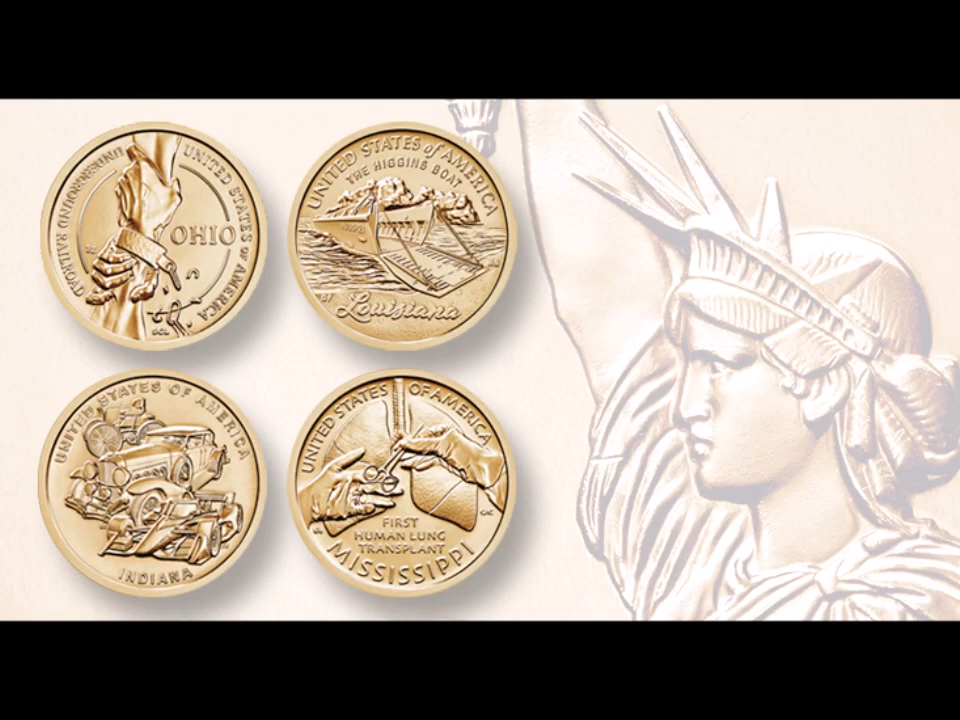 UNDERGROUND RAILROAD
UNITED STATES of AMERICA
OHIO
UNITED STATES of AMERICA
THE HIGGINS BOAT
Louisiana
UNITED STATES OF AMERICA
INDIANA
UNITED STATES OF AMERICA
FIRST
HUMAN LUNG
TRANSPLANT
MISSISSIPPI